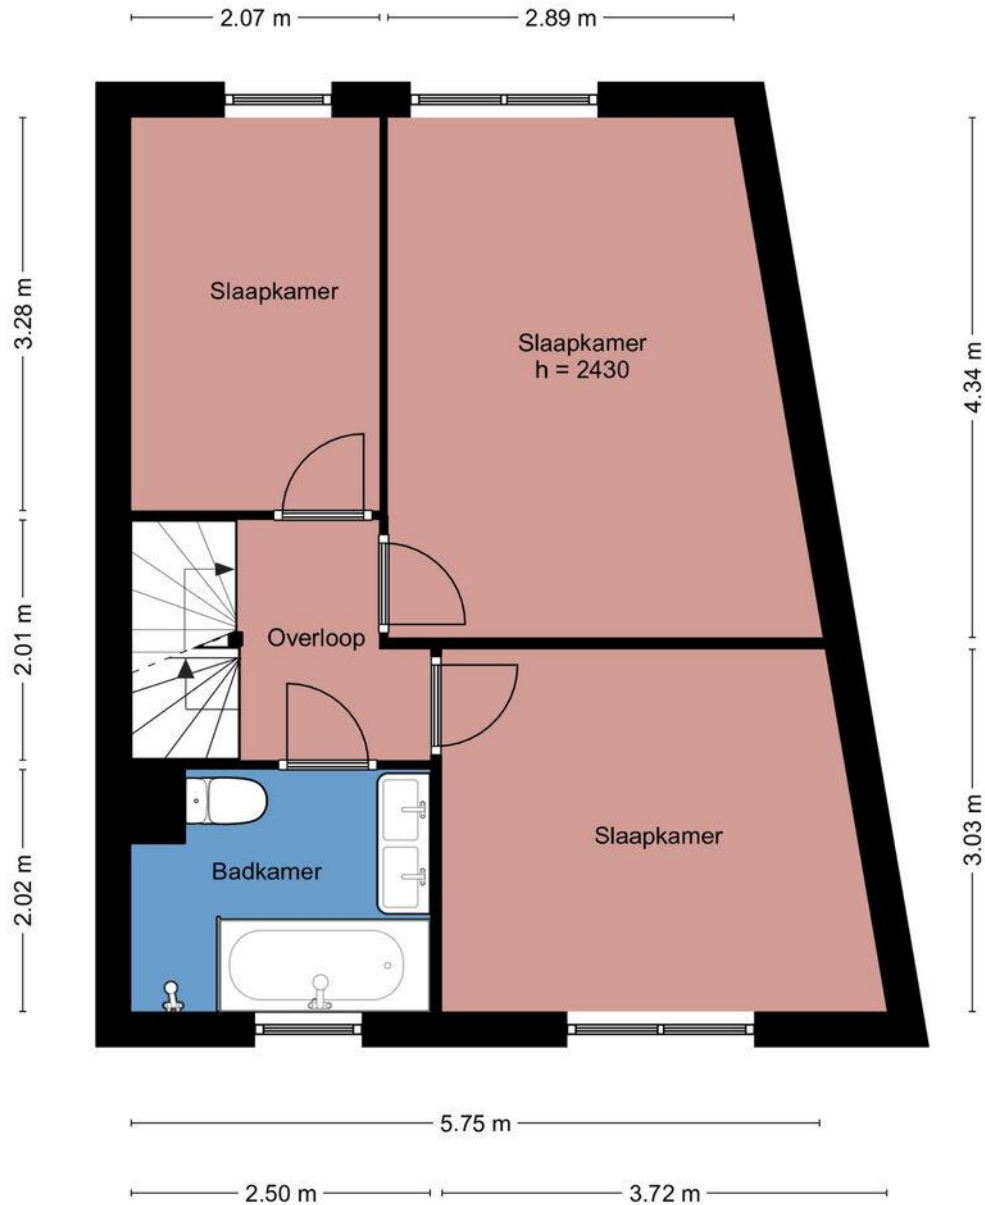 2.07 m
2.89 m
3.28 m
Slaapkamer
Slaapkamer
h = 2430
4.34 m
2.01 m
Overloop
Slaapkamer
3.03 m
Badkamer
2.02 m
5.75 m
2.50 m
3.72 m